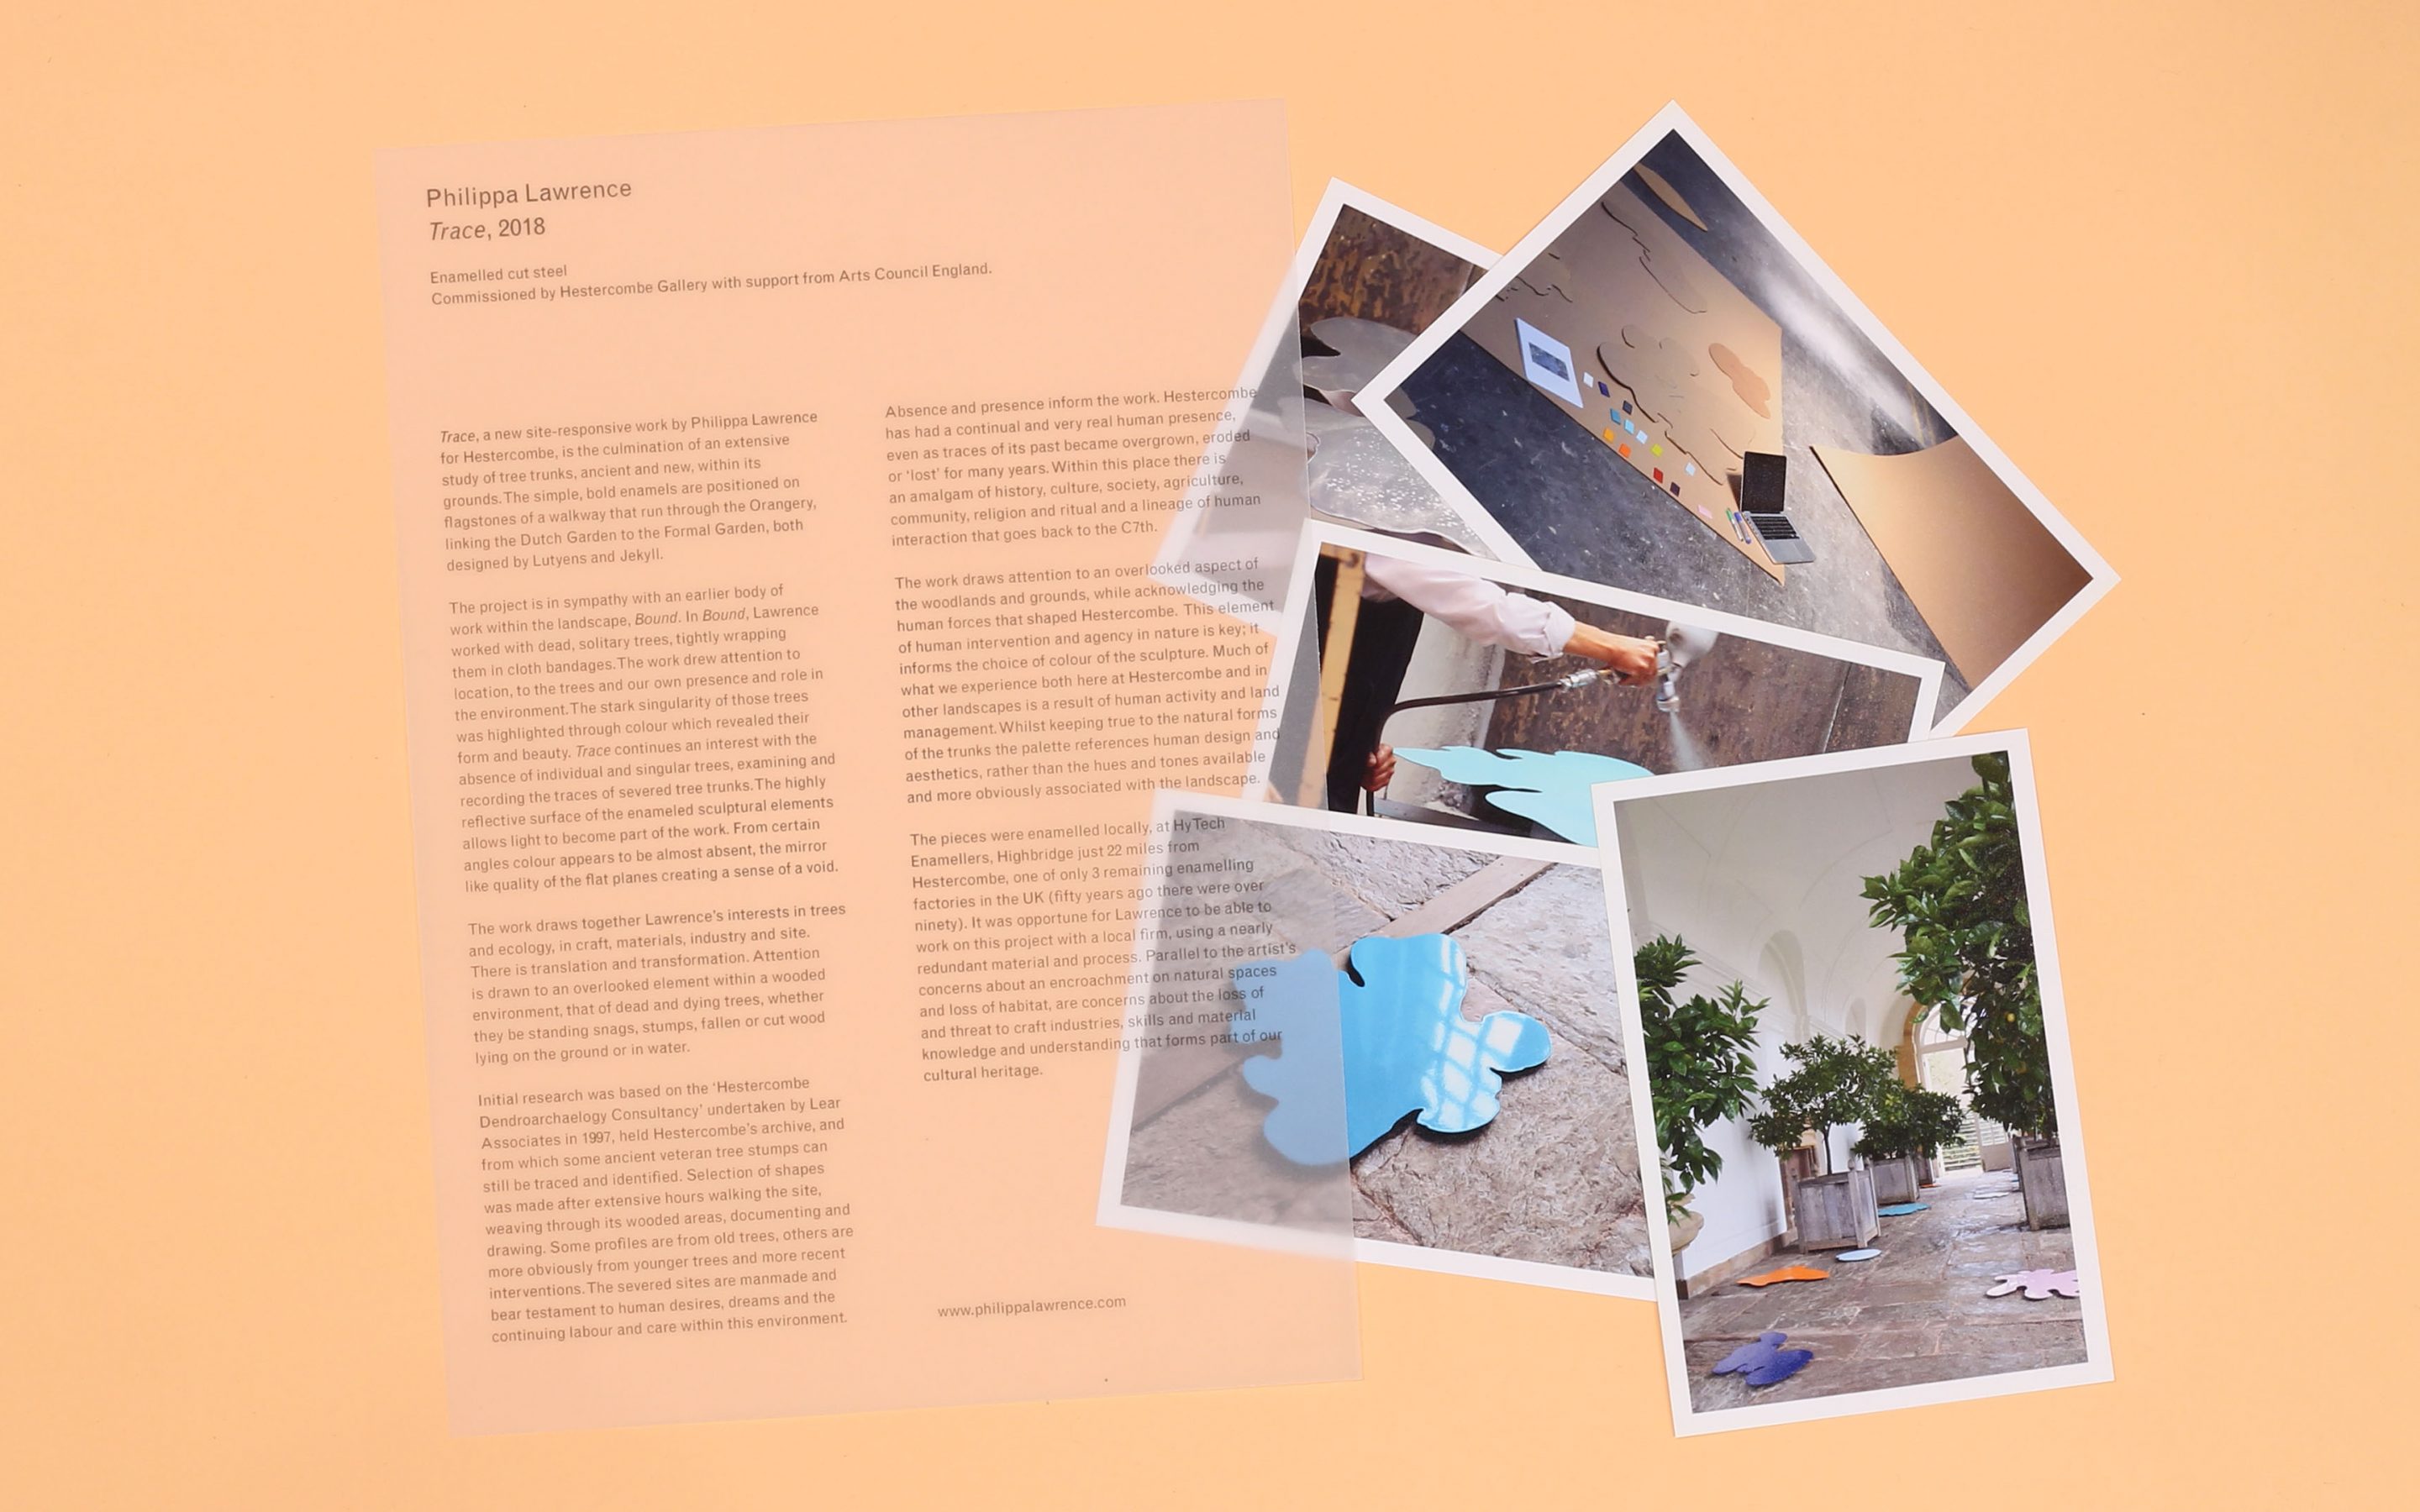 Philippa Lawrence
Trace, 2018
Enamelled cut steel
Commissioned by Hestercombe Gallery with support from Arts Council England.
Trace, a new site-responsive work by Philippa Lawrence
for Hestercombe, is the culmination of an extensive
study of tree trunks, ancient and new, within its
grounds. The simple, bold enamels are positioned on
flagstones of a walkway that run through the Orangery,
linking the Dutch Garden to the Formal Garden, both
designed by Lutyens and Jekyll.
The project is in sympathy with an earlier body of
work within the landscape, Bound. In Bound, Lawrence
worked with dead, solitary trees, tightly wrapping
them in cloth bandages. The work drew attention to
location, to the trees and our own presence and role in
the environment. The stark singularity of those trees
was highlighted through colour which revealed their
form and beauty. Trace continues an interest with the
absence of individual and singular trees, examining and
recording the traces of severed tree trunks. The highly
reflective surface of the enameled sculptural elements
allows light to become part of the work. From certain
angles colour appears to be almost absent, the mirror
like quality of the flat planes creating a sense of a void.
The work draws together Lawrence's interests in trees
and ecology, in craft, materials, industry and site.
There is translation and transformation. Attention
is drawn to an overlooked element within a wooded
environment, that of dead and dying trees, whether
they be standing snags, stumps, fallen or cut wood
lying on the ground or in water.
Initial research was based on the 'Hestercombe
Dendroarchaelogy Consultancy' undertaken by Lear
Associates in 1997, held Hestercombe's archive, and
from which some ancient veteran tree stumps can
still be traced and identified. Selection of shapes
was made after extensive hours walking the site,
weaving through its wooded areas, documenting and
drawing. Some profiles are from old trees, others are
more obviously from younger trees and more recent
interventions. The severed sites are manmade and
bear testament to human desires, dreams and the
continuing labour and care within this environment.
Absence and presence inform the work. Hestercombe
has had a continual and very real human presence,
even as traces of its past became overgrown, eroded
or 'lost' for many years. Within this place there is
an amalgam of history, culture, society, agriculture,
community, religion and ritual and a lineage of human
interaction that goes back to the C7th.
The work draws attention to an overlooked aspect of
the woodlands and grounds, while acknowledging the
human forces that shaped Hestercombe. This element
of human intervention and agency in nature is key; it
informs the choice of colour of the sculpture. Much of
what we experience both here at Hestercombe and in
other landscapes is a result of human activity and land
management. Whilst keeping true to the natural forms
of the trunks the palette references human design and
aesthetics, rather than the hues and tones available
and more obviously associated with the landscape.
The pieces were enamelled locally, at HyTech
Enamellers, Highbridge just 22 miles from
Hestercombe, one of only 3 remaining enamelling
factories in the UK (fifty years ago there were over
ninety). It was opportune for Lawrence to be able to
work on this project with a local firm, using a nearly
redundant material and process. Parallel to the artist's
concerns about an encroachment on natural spaces
and loss of habitat, are concerns about the loss of
and threat to craft industries, skills and material
knowledge and understanding that forms part of our
cultural heritage.
www.philippalawrence.com